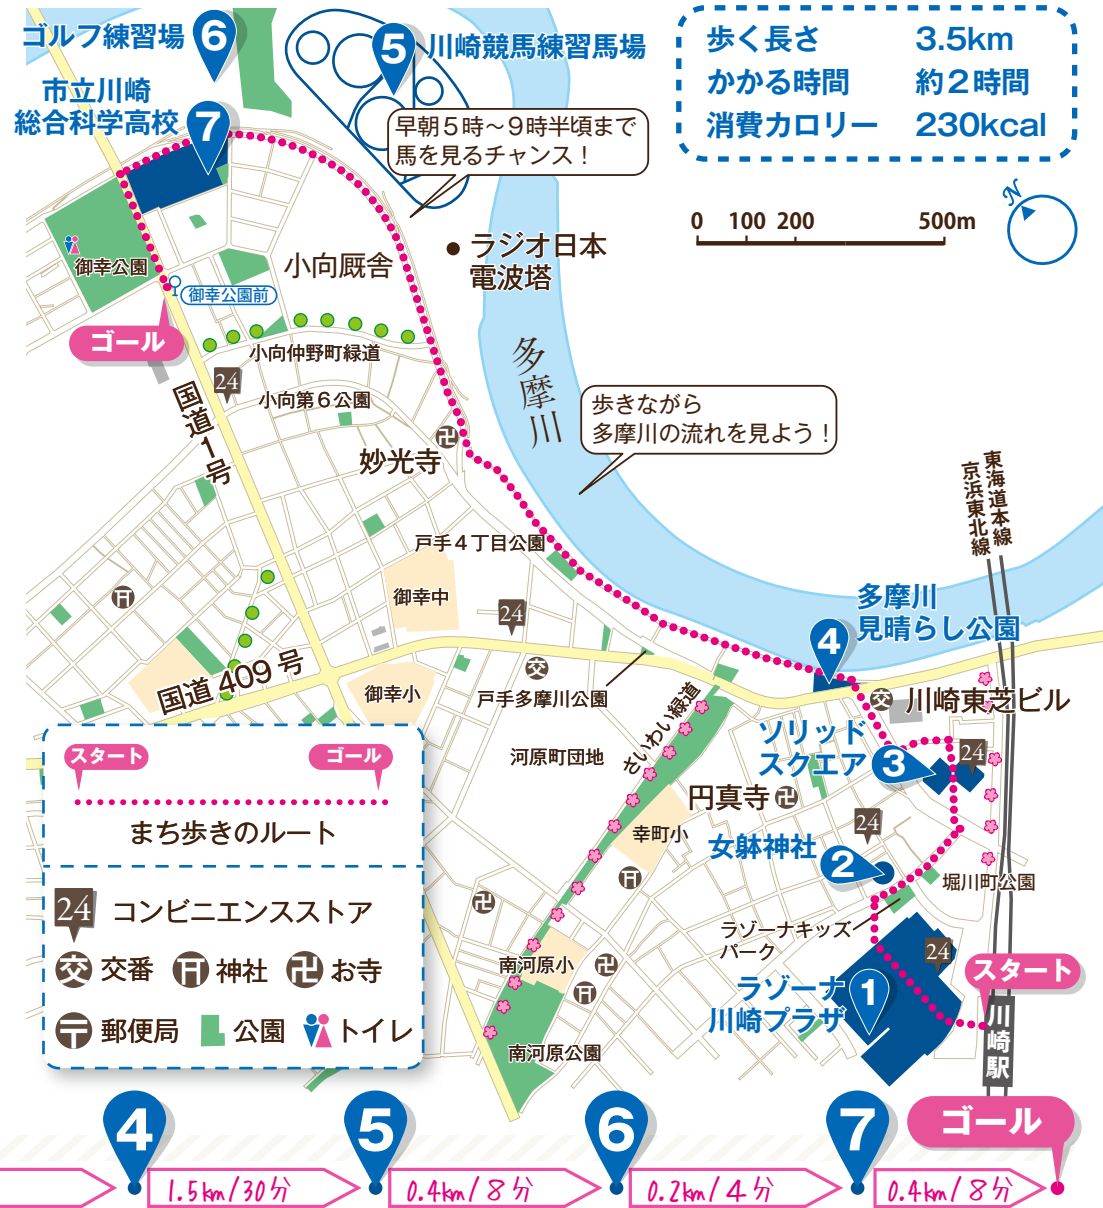 ゴルフ練習場
6
5
川崎競馬練習馬場
歩く長さ 3.5km
かかる時間 約2時間
消費カロリー 230kcal
市立川崎
総合科学高校
7
早朝5時～9時半頃まで
馬を見るチャンス！
N
0 100 200 500m
ラジオ日本
電波塔
小向厩舎
御幸公園
御幸公園前
ゴール
小向仲野町緑道
24
小向第6公園
国道1号
多摩川
歩きながら
多摩川の流れを見よう！
妙光寺
卍
東海道本線
京浜東北線
戸手4丁目公園
御幸中
24
多摩川
見晴らし公園
4
国道409号
御幸小
交
戸手多摩川公園
交
川崎東芝ビル
さいわい緑道
河原町団地
ソリッド
スクエア
3
24
円真寺
卍
幸町小
24
女躰神社
2
堀川町公園
卍
ラゾーナキッズ
パーク
24
南河原小
卍
スタート
ラゾーナ
川崎プラザ
1
川崎駅
南河原公園
スタート
ゴール
まち歩きのルート
24
コンビニエンスストア
交
交番
神社
卍
お寺
〒
郵便局
公園
トイレ
4
5
6
7
ゴール
1.5km/30分
0.4km/8分
0.2km/4分
0.4km/8分